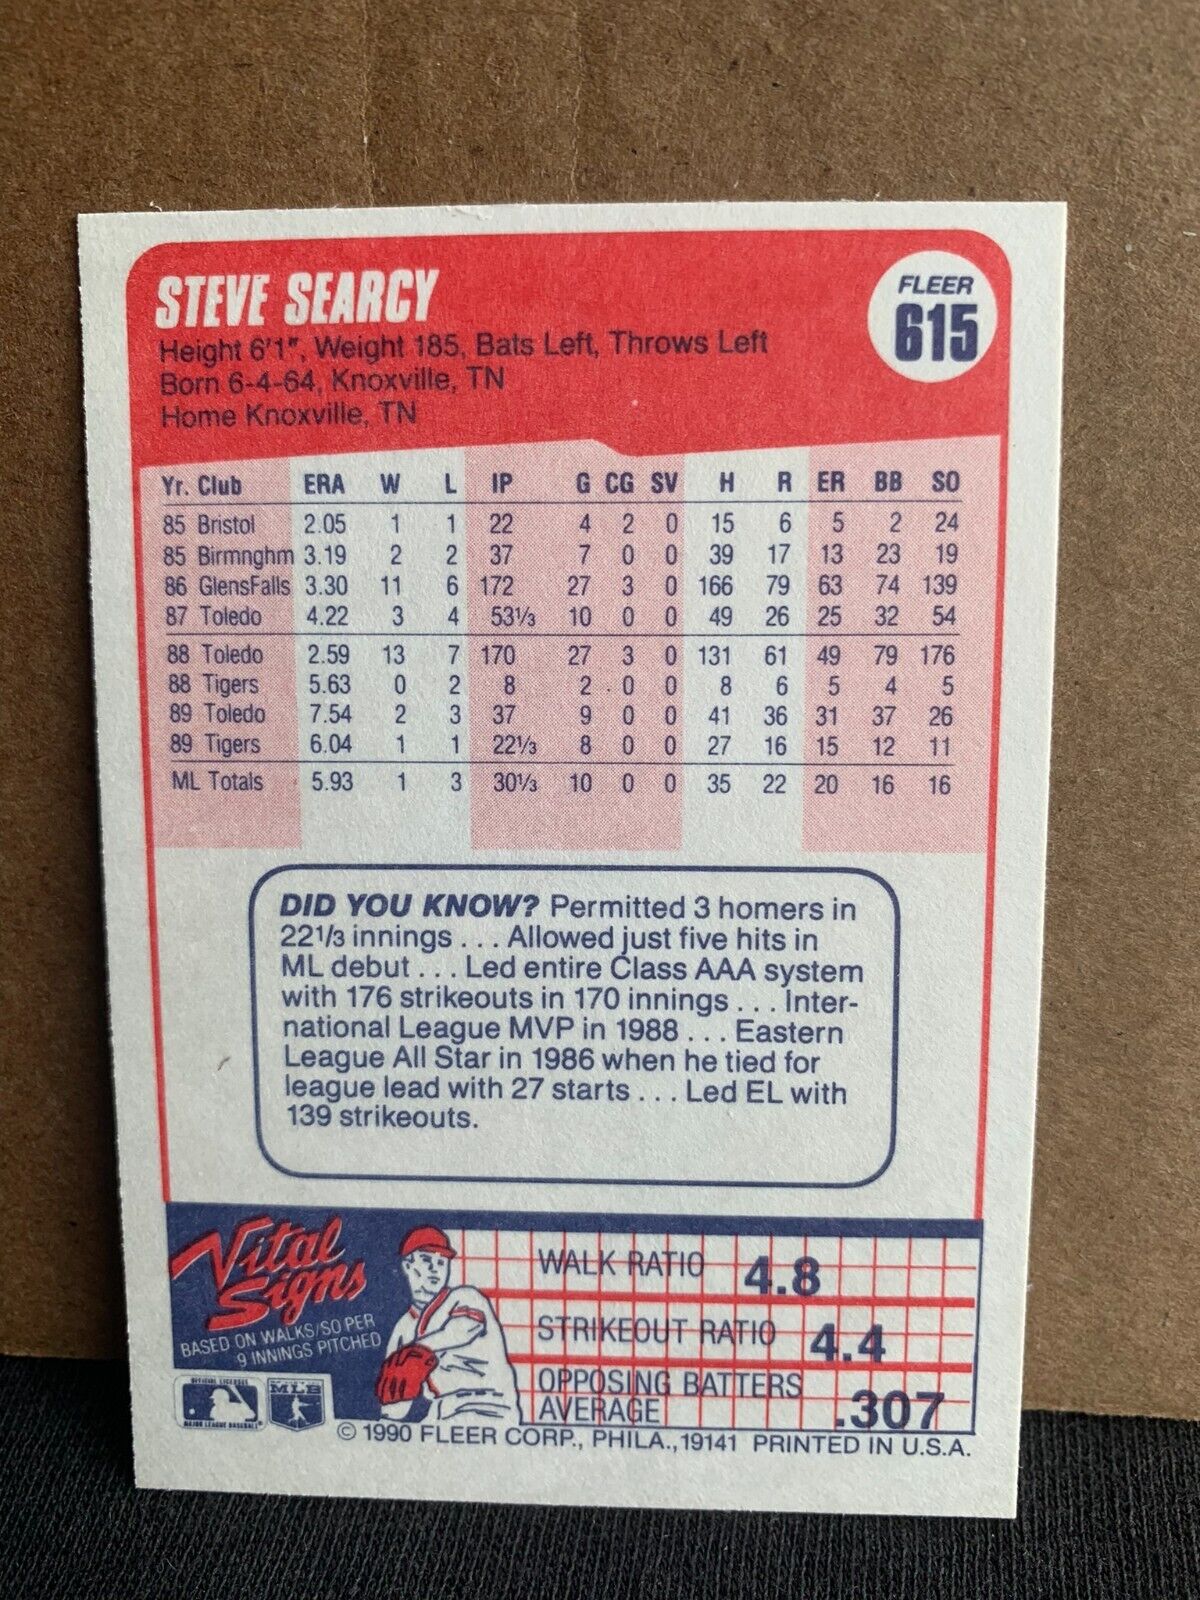 STEVE SEARCY
FLEER
615
Height 6'1", Weight 185, Bats Left, Throws Left
Born 6-4-64, Knoxville, TN
Home Knoxville, TN
Yr. Club ERA W L IP G CG SV H R ER BB SO
85 Bristol 2.05 1 1 22 4 2 0 15 6 5 2 24
85 Birmnghm 3.19 2 2 37 7 0 0 39 17 13 23 19
86 GlensFalls 3.30 11 6 172 27 3 0 166 79 63 74 139
87 Toledo 4.22 3 4 53⅓ 10 0 0 49 26 25 32 54
88 Toledo 2.59 13 7 170 27 3 0 131 61 49 79 176
88 Tigers 5.63 0 2 8 2 0 0 8 6 5 4 5
89 Toledo 7.54 2 3 37 9 0 0 41 36 31 37 26
89 Tigers 6.04 1 1 22⅓ 8 0 0 27 16 15 12 11
ML Totals 5.93 1 3 30⅓ 10 0 0 35 22 20 16 16
DID YOU KNOW? Permitted 3 homers in
22⅓ innings . . . Allowed just five hits in
ML debut . . . Led entire Class AAA system
with 176 strikeouts in 170 innings . . . Inter-
national League MVP in 1988 . . . Eastern
League All Star in 1986 when he tied for
league lead with 27 starts . . . Led EL with
139 strikeouts.
Vital
Signs
BASED ON WALKS/SO PER
9 INNINGS PITCHED
WALK RATIO 4.8
STRIKEOUT RATIO 4.4
OPPOSING BATTERS
AVERAGE .307
OFFICIAL LICENSEE
MAJOR LEAGUE BASEBALL
MLB
© 1990 FLEER CORP., PHILA., 19141 PRINTED IN U.S.A.